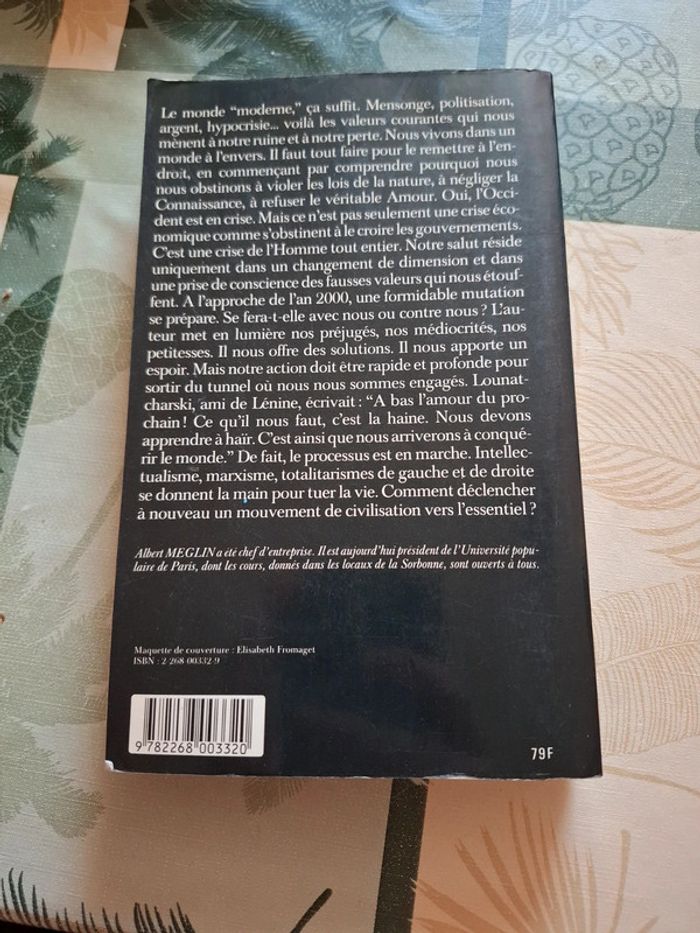 Le monde “moderne,” ça suffit. Mensonge, politisation,
argent, hypocrisie... voilà les valeurs courantes qui nous
mènent à notre ruine et à notre perte. Nous vivons dans un
monde à l'envers. Il faut tout faire pour le remettre à l'en-
droit, en commençant par comprendre pourquoi nous
nous obstinons à violer les lois de la nature, à négliger la
Connaissance, à refuser le véritable Amour. Oui, l'Occi-
dent est en crise. Mais ce n'est pas seulement une crise éco-
nomique comme s'obstinent à le croire les gouvernements.
C'est une crise de l'Homme tout entier. Notre salut réside
uniquement dans un changement de dimension et dans
une prise de conscience des fausses valeurs qui nous étouf-
fent. A l'approche de l'an 2000, une formidable mutation
se prépare. Se fera-t-elle avec nous ou contre nous ? L'au-
teur met en lumière nos préjugés, nos médiocrités, nos
petitesses. Il nous offre des solutions. Il nous apporte un
espoir. Mais notre action doit être rapide et profonde pour
sortir du tunnel où nous nous sommes engagés. Lounat-
charski, ami de Lénine, écrivait : “A bas l'amour du pro-
chain ! Ce qu'il nous faut, c'est la haine. Nous devons
apprendre à haïr. C'est ainsi que nous arriverons à conqué-
rir le monde.” De fait, le processus est en marche. Intellec-
tualisme, marxisme, totalitarismes de gauche et de droite
se donnent la main pour tuer la vie. Comment déclencher
à nouveau un mouvement de civilisation vers l'essentiel ?
Albert MEGLIN a été chef d'entreprise. Il est aujourd'hui président de l'Université popu-
laire de Paris, dont les cours, donnés dans les locaux de la Sorbonne, sont ouverts à tous.
Maquette de couverture : Elisabeth Fromaget
ISBN : 2-268-00332-9
9 782268 003320
79 F